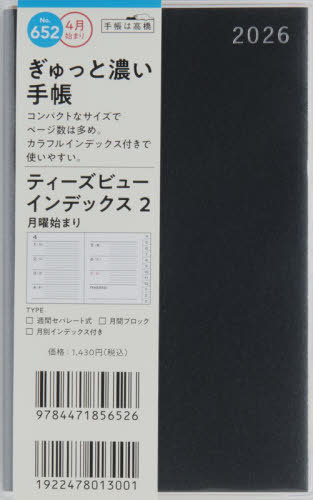 No.
652
4月
始まり
手帳は高橋
2026
ぎゅっと濃い
手帳
コンパクトなサイズで
ページ数は多め。
カラフルインデックス付きで
使いやすい。
ティーズビュー
インデックス 2
月曜始まり
4
TYPE
□ 週間セパレート式 □ 月間ブロック
□ 月別インデックス付き
価格:1,430円(税込)
9784471856526
1922478013001